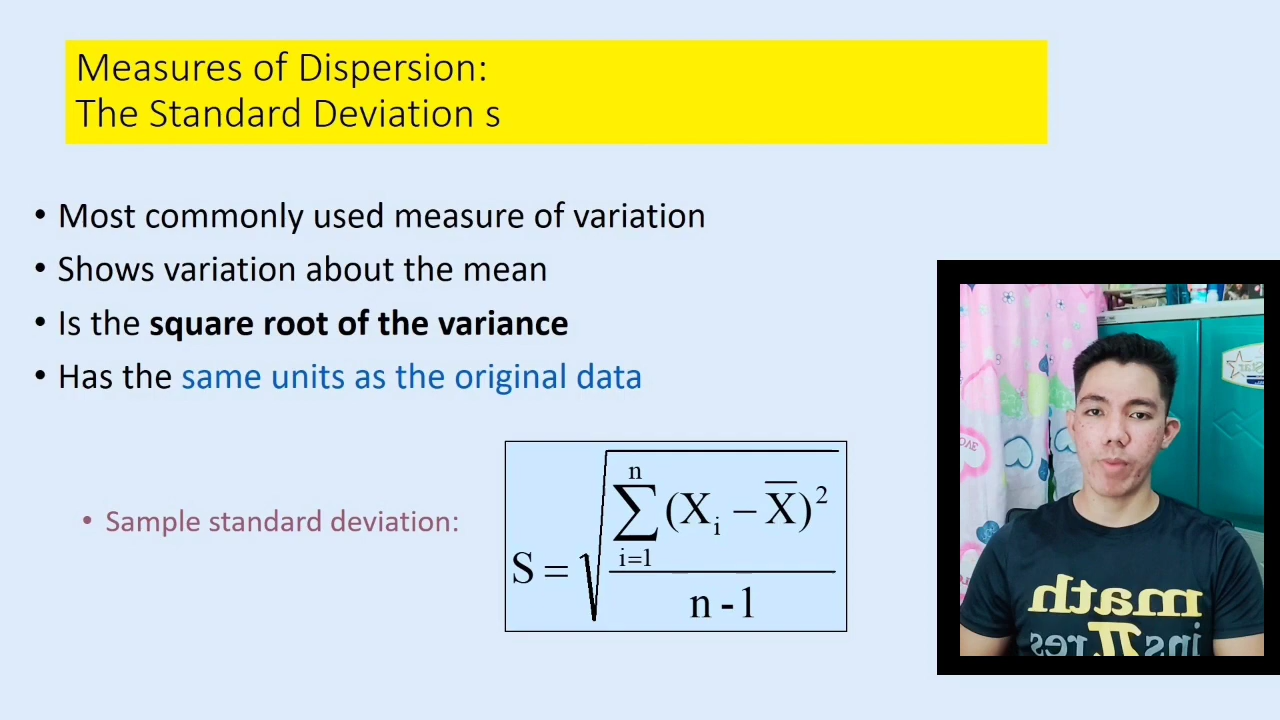 Measures of Dispersion:
The Standard Deviation s
• Most commonly used measure of variation
• Shows variation about the mean
• Is the square root of the variance
• Has the same units as the original data
• Sample standard deviation:
S = √(∑ n i=1 (Xᵢ − X̅)² / n - 1)
math
insπres